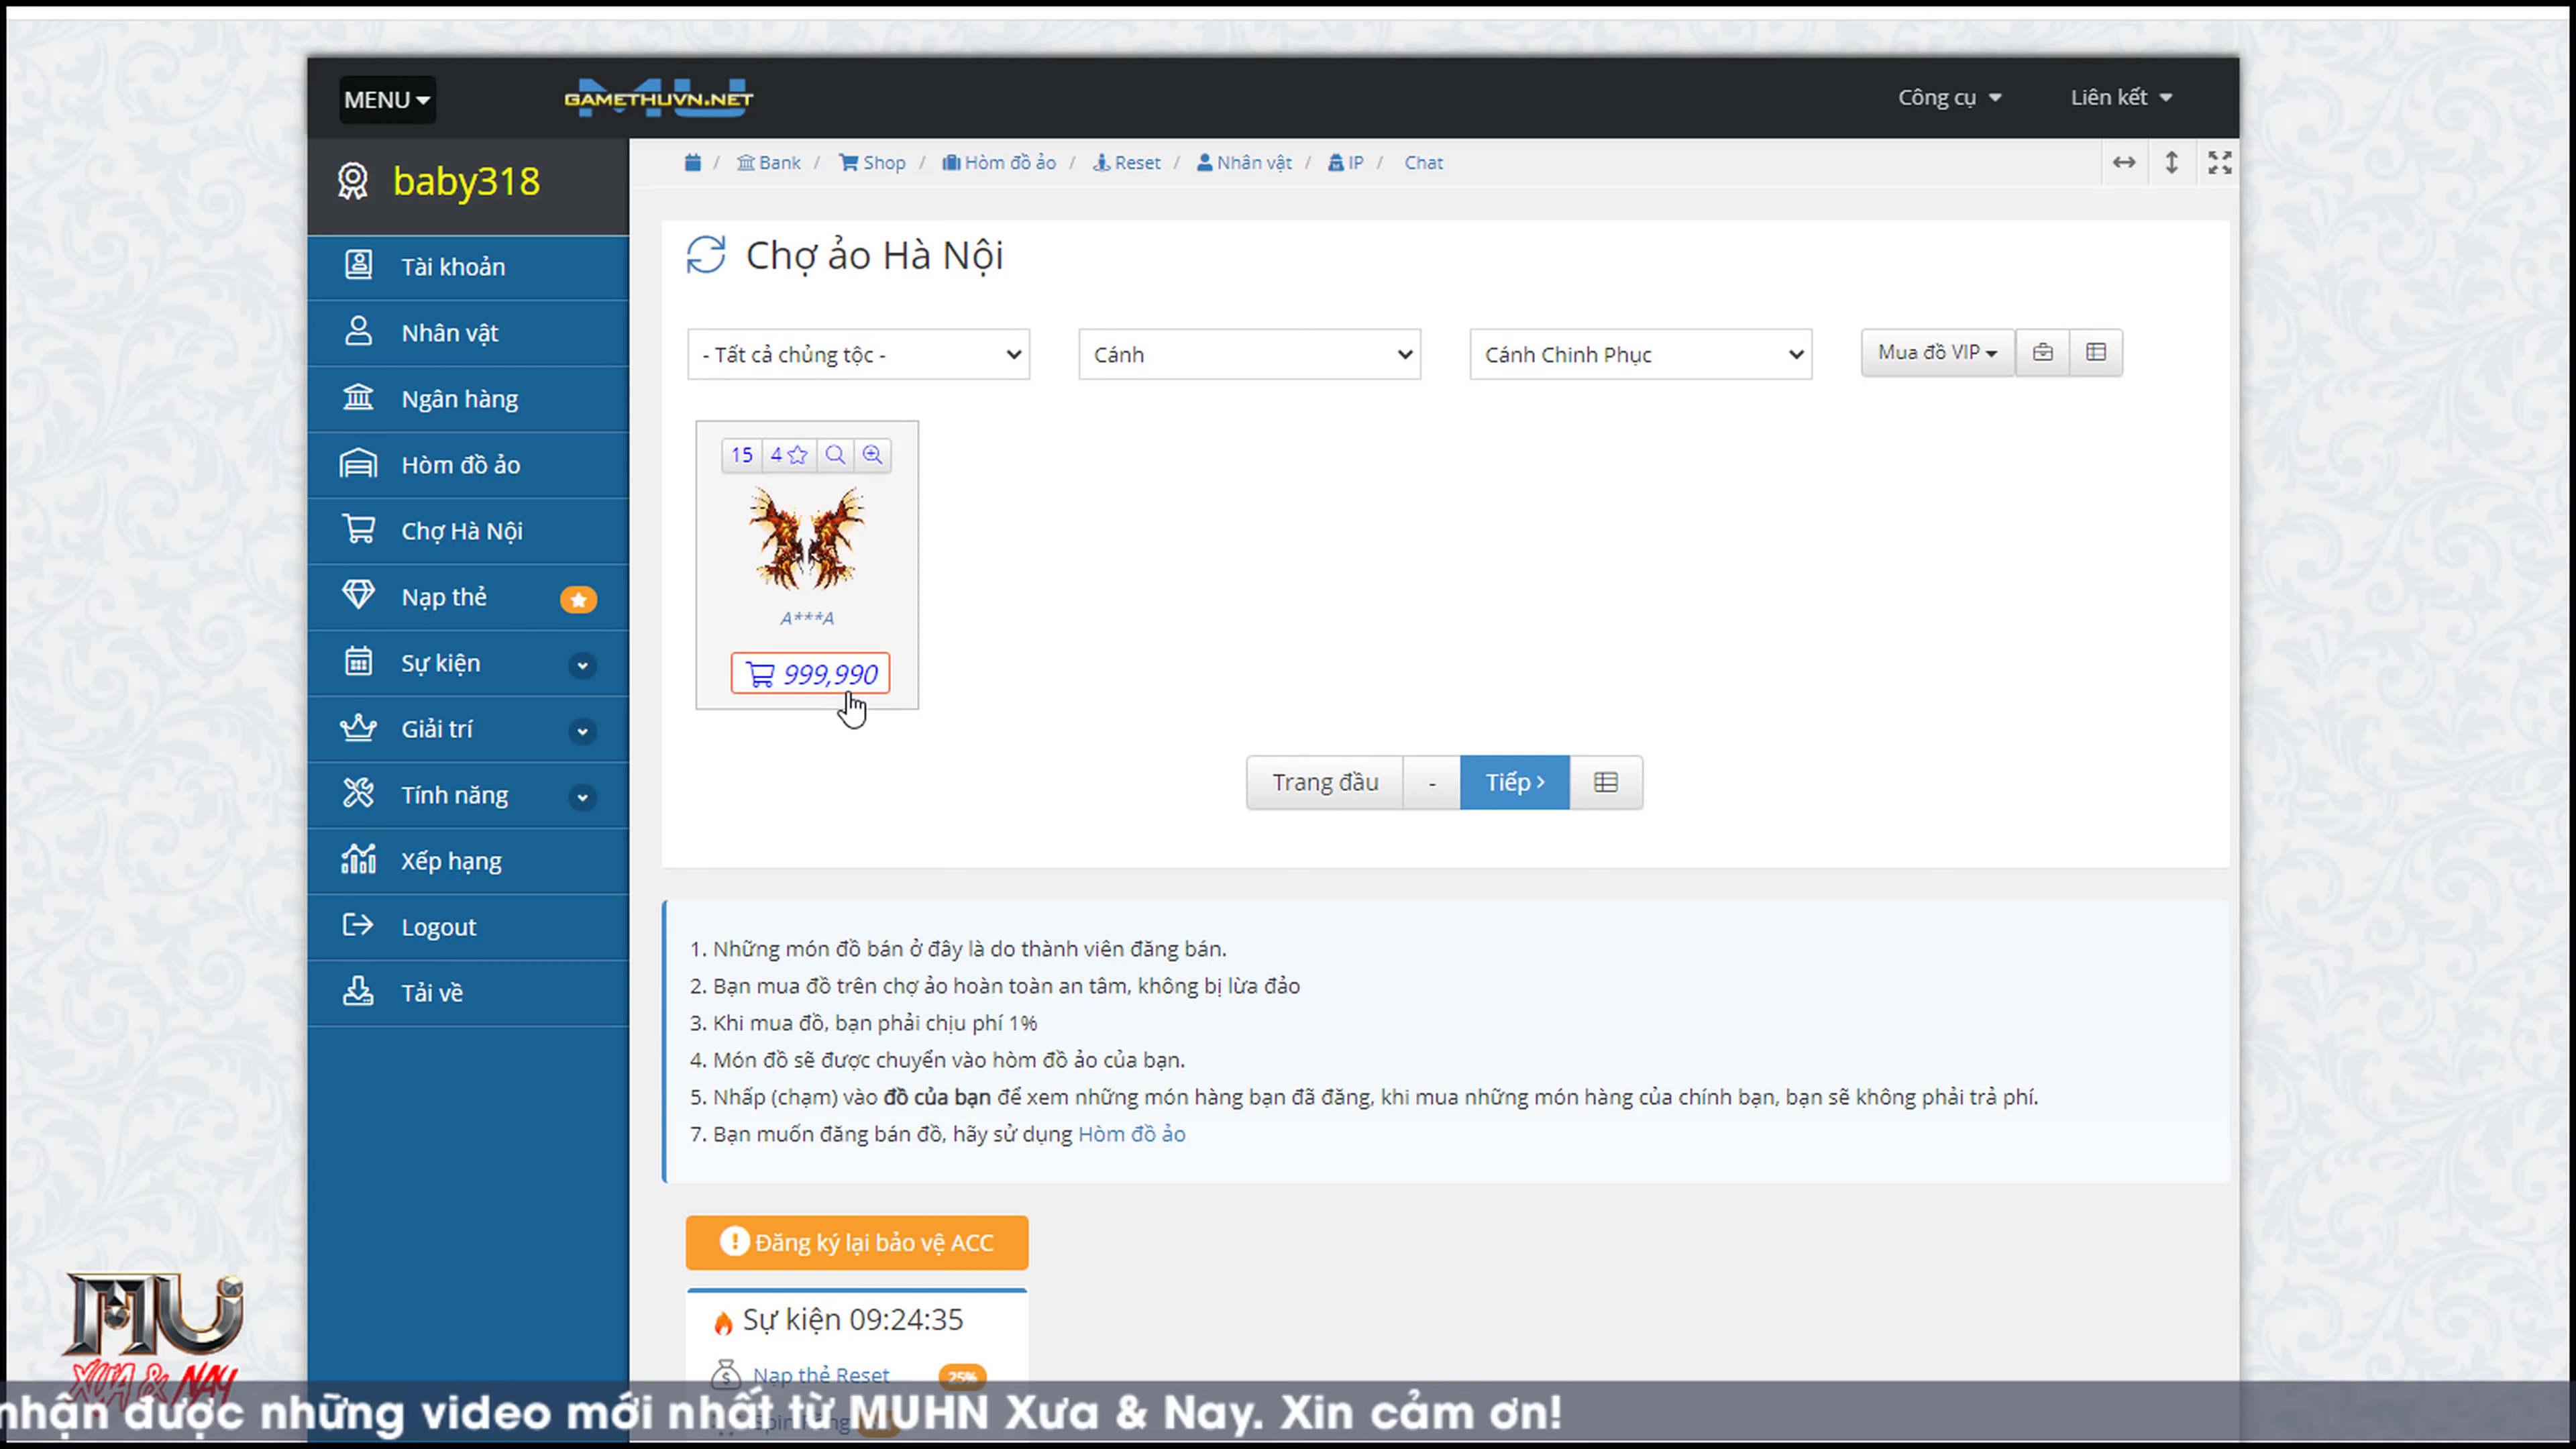 MENU
MU
GAMETHUVN.NET
Công cụ
Liên kết
baby318
/ Bank / Shop / Hòm đồ ảo / Reset / Nhân vật / IP / Chat
Tài khoản
Nhân vật
Ngân hàng
Hòm đồ ảo
Chợ Hà Nội
Nạp thẻ
Sự kiện
Giải trí
Tính năng
Xếp hạng
Logout
Tải về
Chợ ảo Hà Nội
- Tất cả chủng tộc -
Cánh
Cánh Chinh Phục
Mua đồ VIP
15 4
A***A
999,990
Trang đầu
-
Tiếp ›
1. Những món đồ bán ở đây là do thành viên đăng bán.
2. Bạn mua đồ trên chợ ảo hoàn toàn an tâm, không bị lừa đảo
3. Khi mua đồ, bạn phải chịu phí 1%
4. Món đồ sẽ được chuyển vào hòm đồ ảo của bạn.
5. Nhấp (chạm) vào đồ của bạn để xem những món hàng bạn đã đăng, khi mua những món hàng của chính bạn, bạn sẽ không phải trả phí.
7. Bạn muốn đăng bán đồ, hãy sử dụng Hòm đồ ảo
Đăng ký lại bảo vệ ACC
Sự kiện 09:24:35
Nạp thẻ Reset 25%
MU
XƯA & NAY
nhận được những video mới nhất từ MUHN Xưa & Nay. Xin cảm ơn!